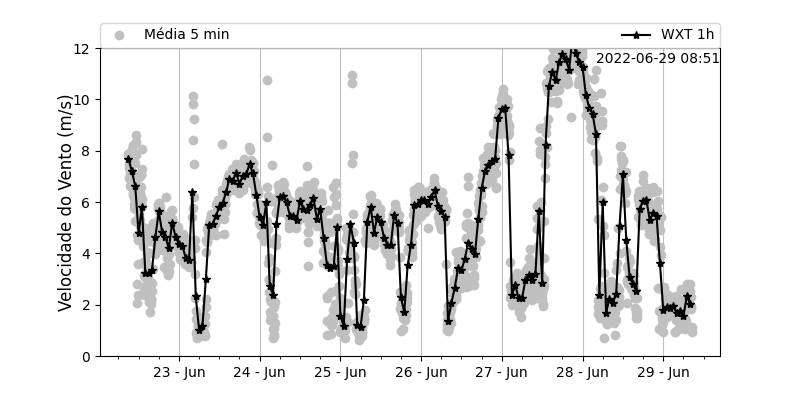 Média 5 min
WXT 1h
2022-06-29 08:51
Velocidade do Vento (m/s)
12
10
8
6
4
2
0
23 - Jun
24 - Jun
25 - Jun
26 - Jun
27 - Jun
28 - Jun
29 - Jun